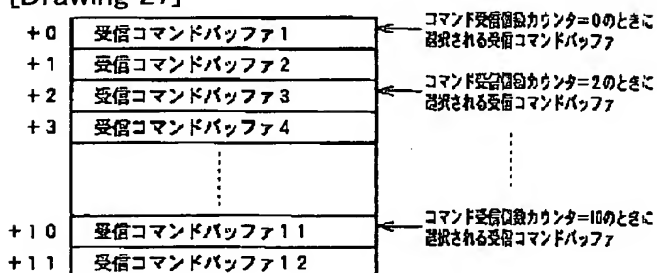 [Drawing 27]
+0 受信コマンドバッファ1
コマンド受信個数カウンタ=0のときに
選択される受信コマンドバッファ
+1 受信コマンドバッファ2
+2 受信コマンドバッファ3
コマンド受信個数カウンタ=2のときに
選択される受信コマンドバッファ
+3 受信コマンドバッファ4
+10 受信コマンドバッファ11
コマンド受信個数カウンタ=10のときに
選択される受信コマンドバッファ
+11 受信コマンドバッファ12